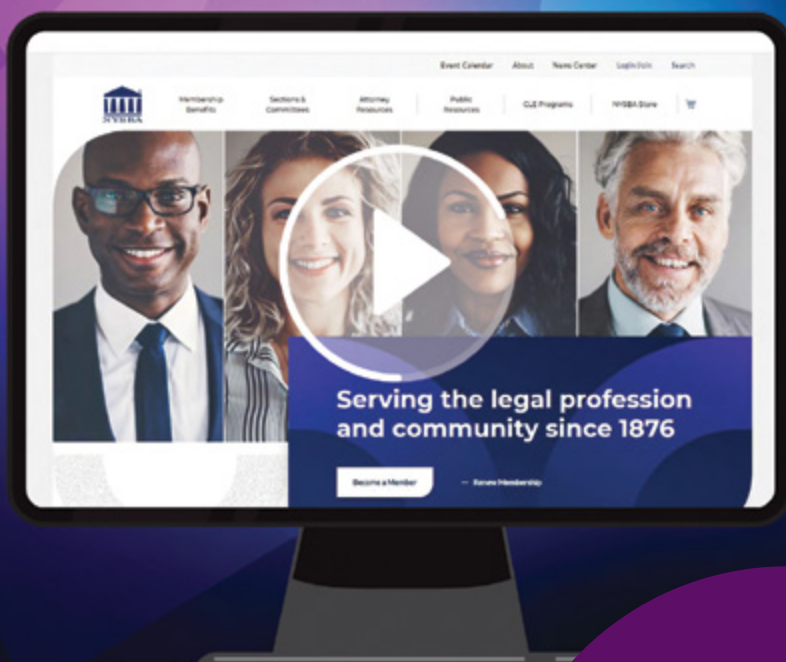 Event Calendar About News Center Login/Join Search
NYSBA
Membership Benefits
Sections & Committees
Attorney Resources
Public Resources
CLE Programs
NYSBA Store
Serving the legal profession
and community since 1876
Become a Member — Renew Membership